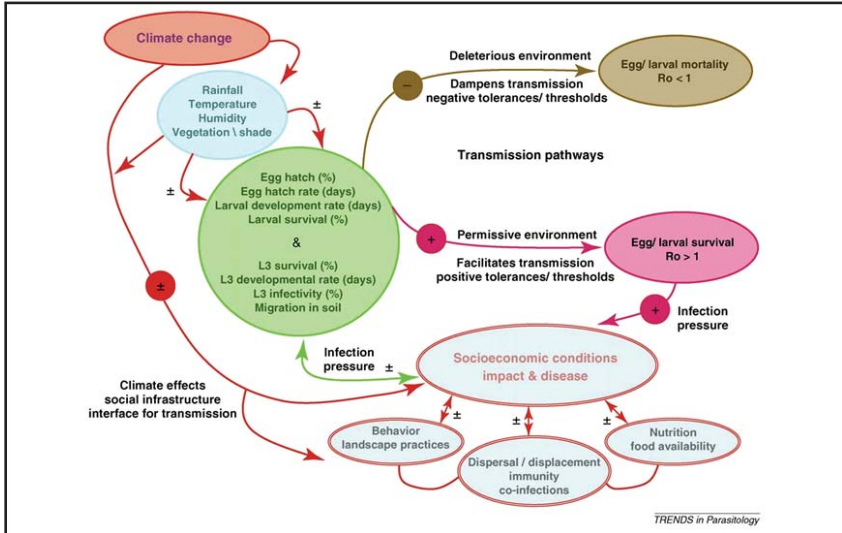 Climate change
Rainfall
Temperature
Humidity
Vegetation \ shade
±
±
Egg hatch (%)
Egg hatch rate (days)
Larval development rate (days)
Larval survival (%)
&
L3 survival (%)
L3 developmental rate (days)
L3 infectivity (%)
Migration in soil
−
Deleterious environment
Dampens transmission
negative tolerances/ thresholds
Egg/ larval mortality
Ro < 1
Transmission pathways
+
Permissive environment
Facilitates transmission
positive tolerances/ thresholds
Egg/ larval survival
Ro > 1
+
Infection
pressure
±
Infection
pressure
±
Socioeconomic conditions
impact & disease
Climate effects
social infrastructure
interface for transmission
±
±
±
Behavior
landscape practices
Dispersal / displacement
immunity
co-infections
Nutrition
food availability
TRENDS in Parasitology